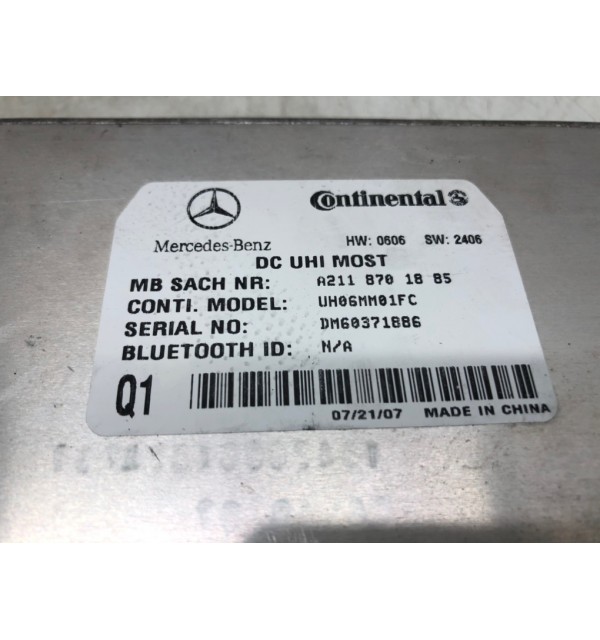 Continental
Mercedes-Benz
HW: 0606 SW: 2406
DC UHI MOST
MB SACH NR: A211 870 18 85
CONTI. MODEL: UH06MM01FC
SERIAL NO: DM60371886
BLUETOOTH ID: N/A
Q1
07/21/07 MADE IN CHINA